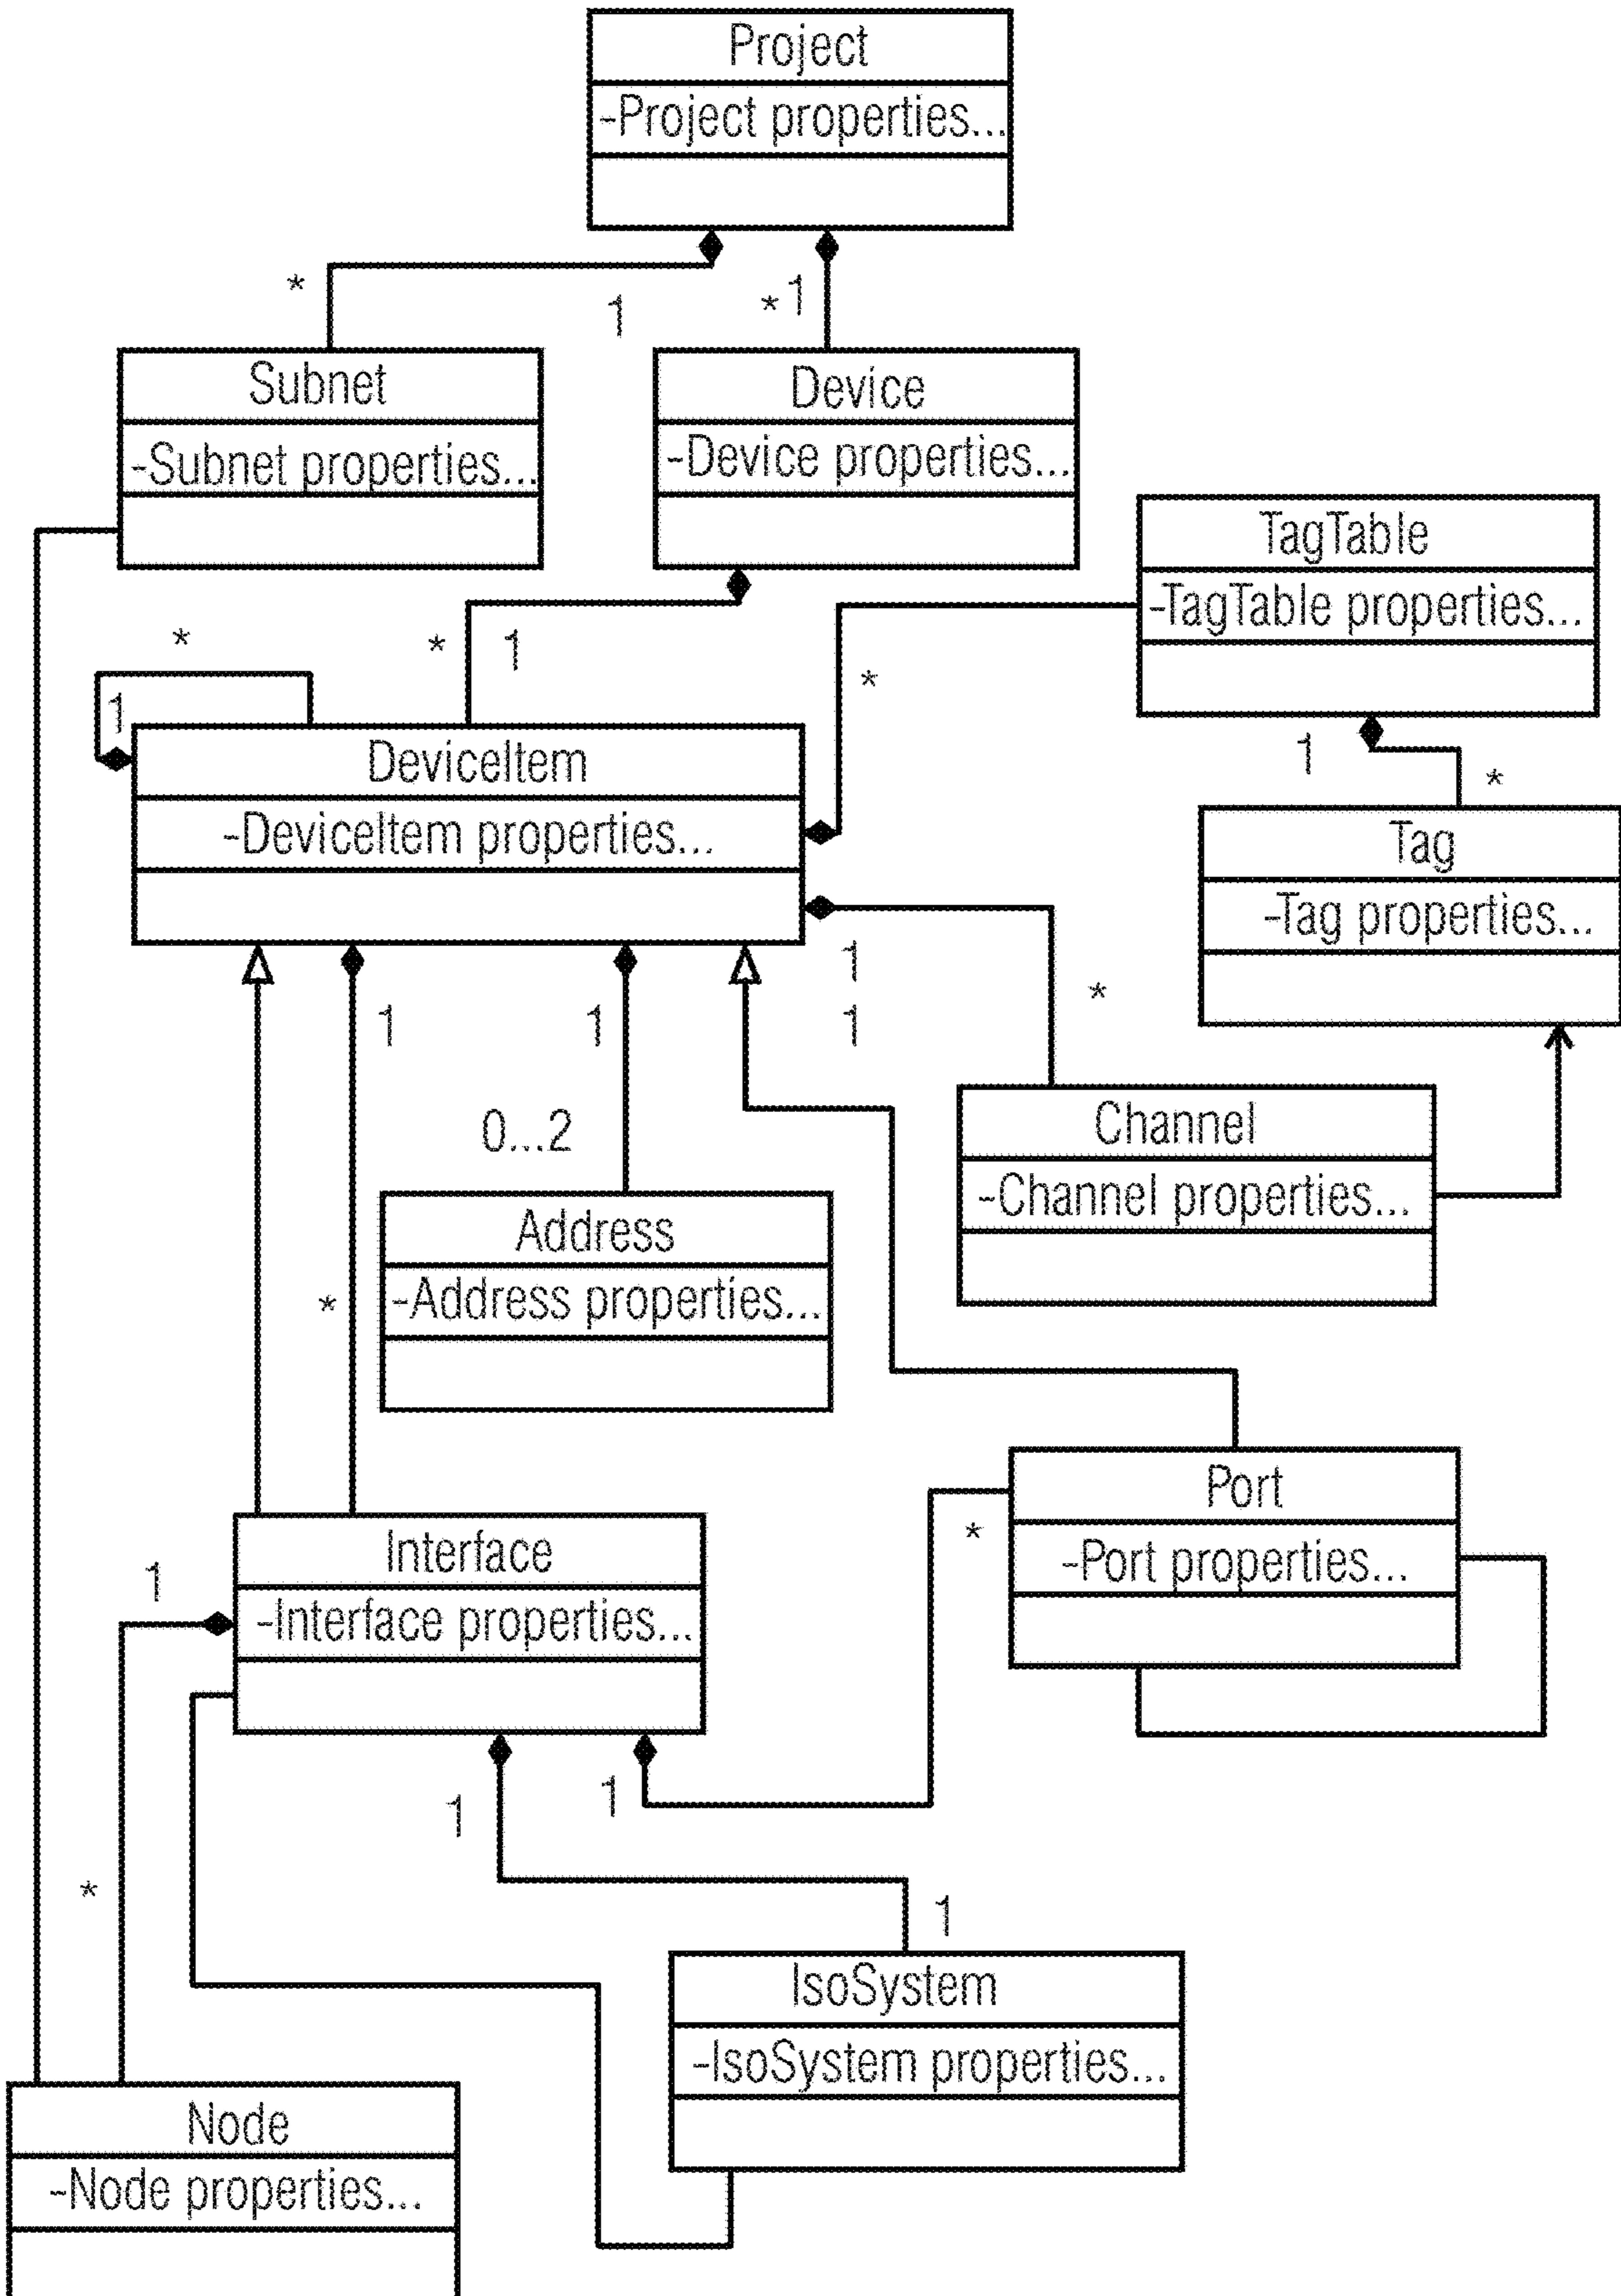 Project
-Project properties...
*
1
*1
Subnet
-Subnet properties...
Device
-Device properties...
TagTable
-TagTable properties...
*
1
*
1
*
1
*
DeviceItem
-DeviceItem properties...
Tag
-Tag properties...
1
1
1
1
*
0...2
Channel
-Channel properties...
Address
-Address properties...
*
Port
-Port properties...
*
Interface
-Interface properties...
1
1
1
*
1
IsoSystem
-IsoSystem properties...
Node
-Node properties...